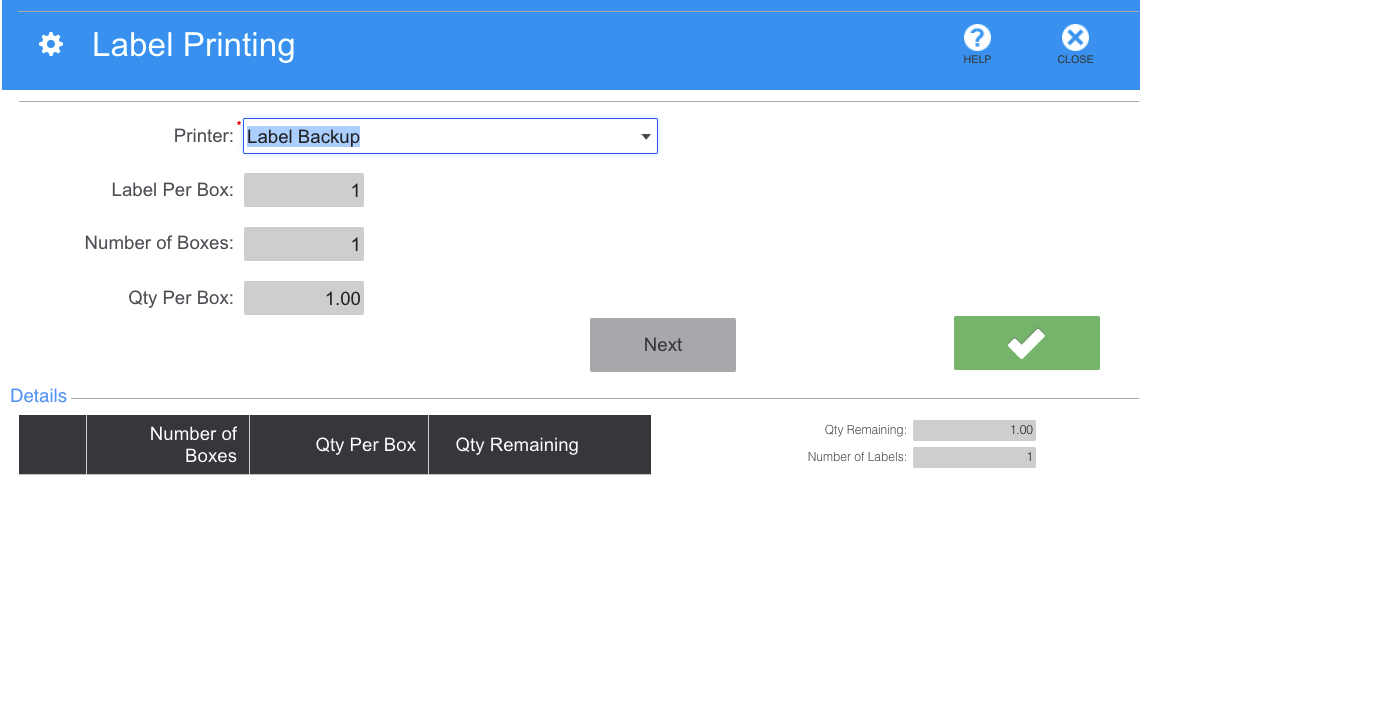 Label Printing
HELP
CLOSE
Printer: * Label Backup
Label Per Box: 1
Number of Boxes: 1
Qty Per Box: 1.00
Next
Details
Number of
Boxes
Qty Per Box
Qty Remaining
Qty Remaining: 1.00
Number of Labels: 1